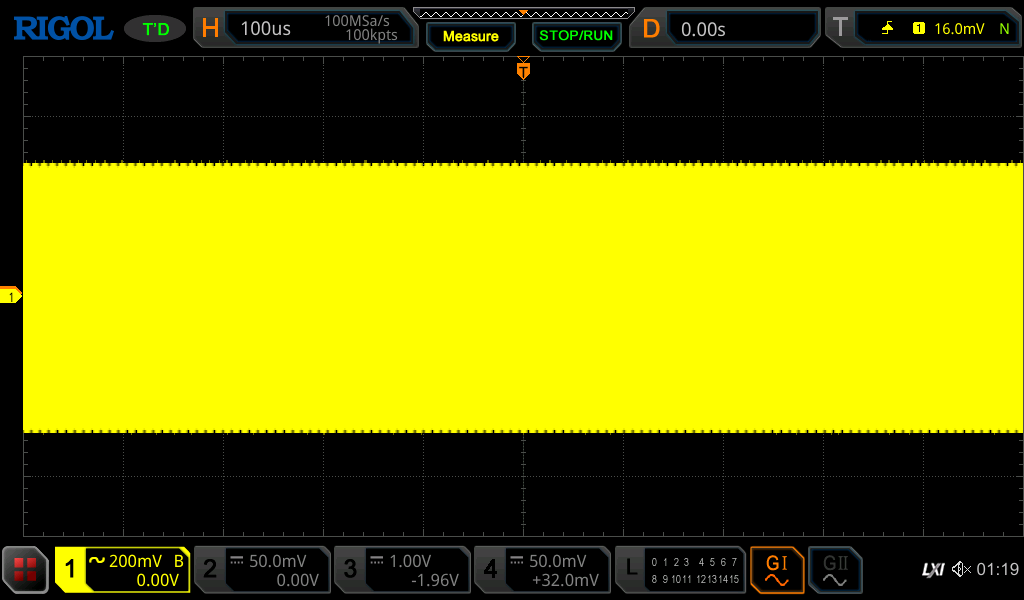 RIGOL T'D H 100us 100MSa/s 100kpts Measure STOP/RUN D 0.00s T 1 16.0mV N
T
1
1 200mV B 0.00V 2 50.0mV 0.00V 3 1.00V -1.96V 4 50.0mV +32.0mV L 0 1 2 3 4 5 6 7 8 9 10 11 12 13 14 15 GI GII LXI 01:19